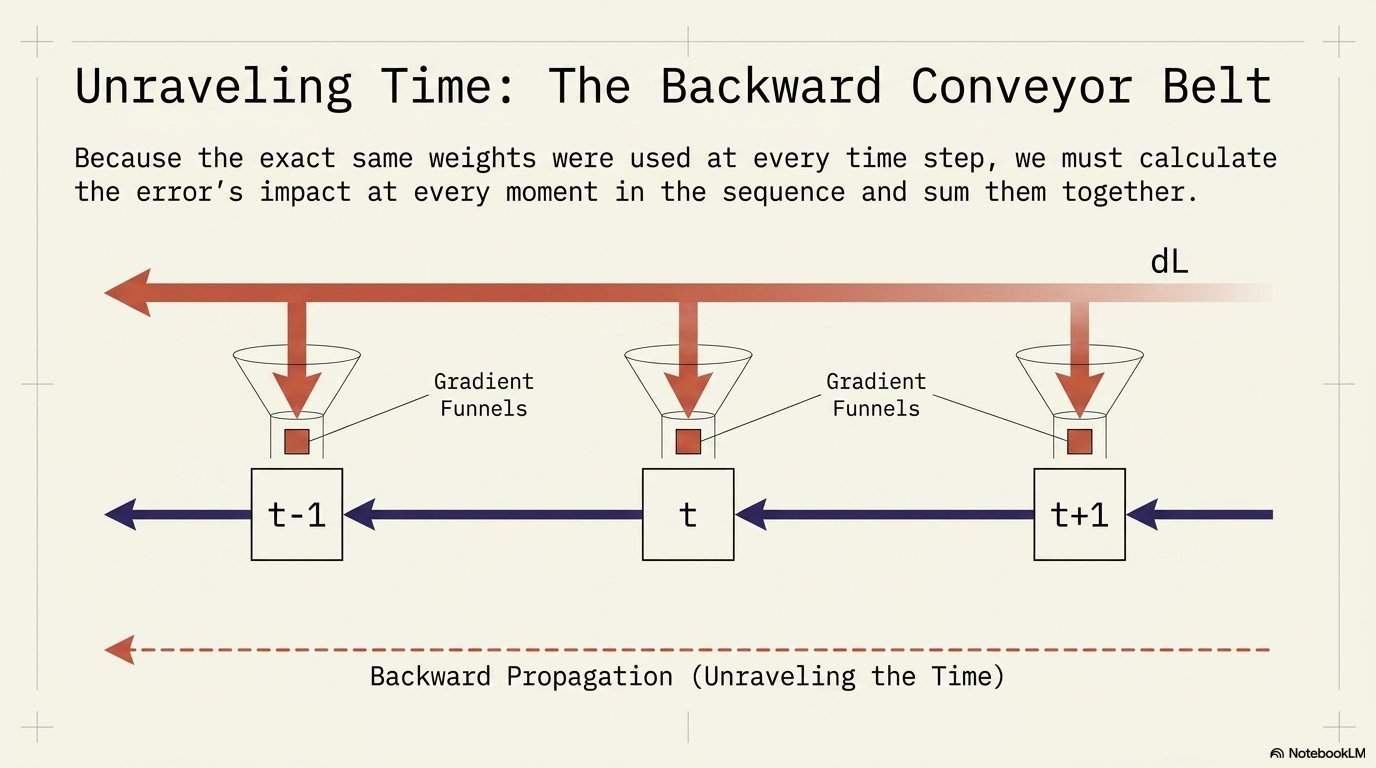 Unraveling Time: The Backward Conveyor Belt
Because the exact same weights were used at every time step, we must calculate
the error’s impact at every moment in the sequence and sum them together.
dL
Gradient
Funnels
Gradient
Funnels
t-1
t
t+1
Backward Propagation (Unraveling the Time)
NotebookLM